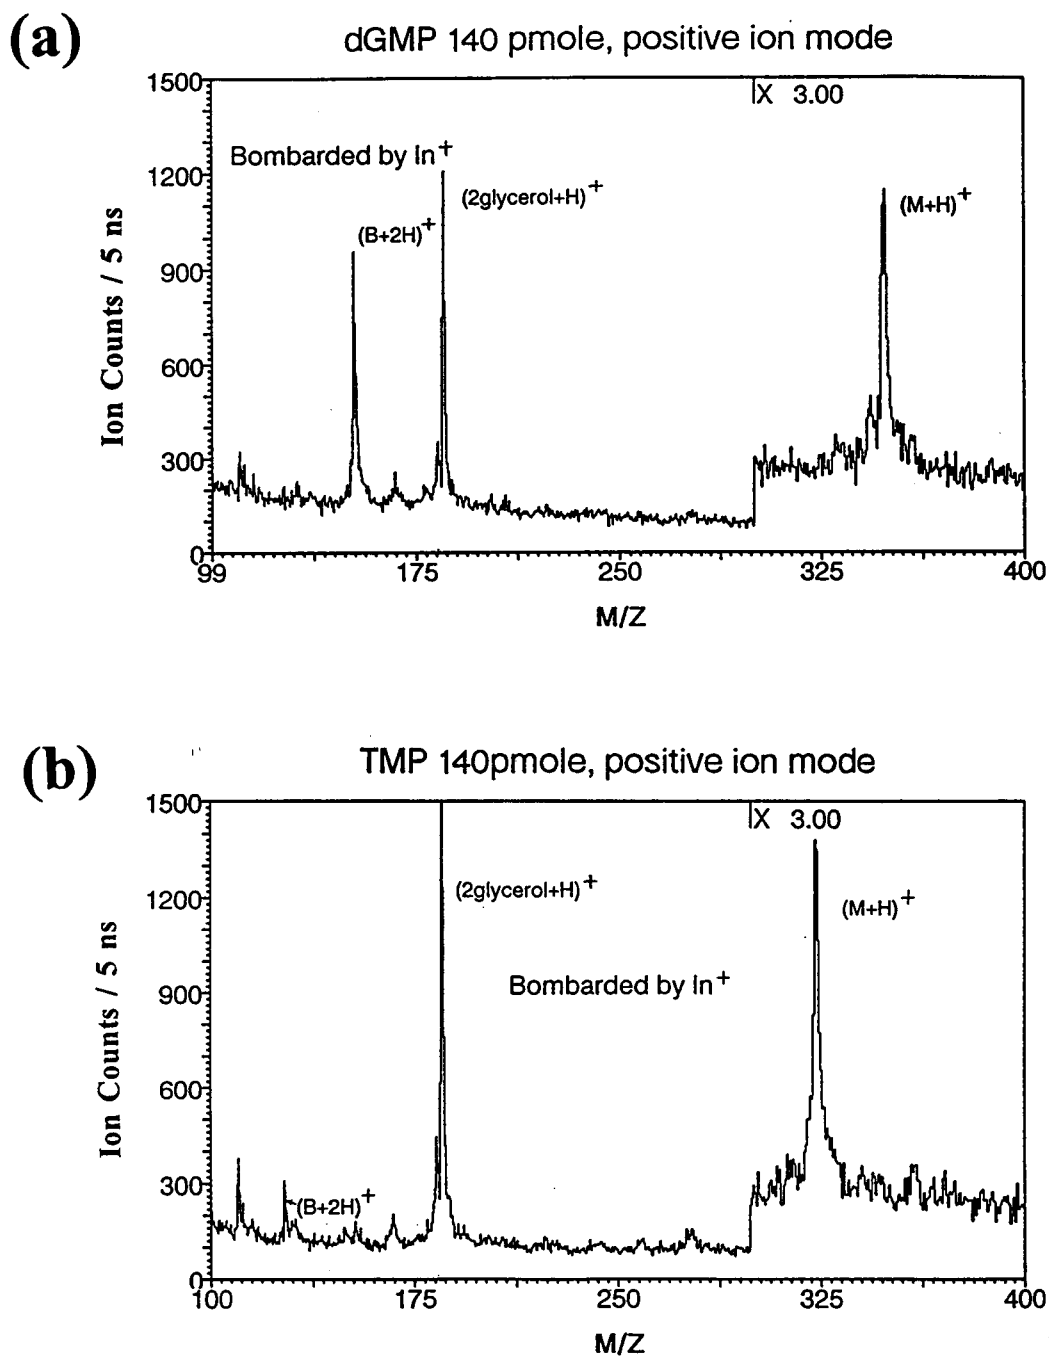 (a)
dGMP 140 pmole, positive ion mode
1500
X 3.00
Bombarded by In+
1200
(2glycerol+H)+
(M+H)+
(B+2H)+
900
600
300
0
Ion Counts / 5 ns
99 175 250 325 400
M/Z
(b)
TMP 140pmole, positive ion mode
1500
X 3.00
1200
(2glycerol+H)+
(M+H)+
Bombarded by In+
900
600
300
(B+2H)+
0
Ion Counts / 5 ns
100 175 250 325 400
M/Z